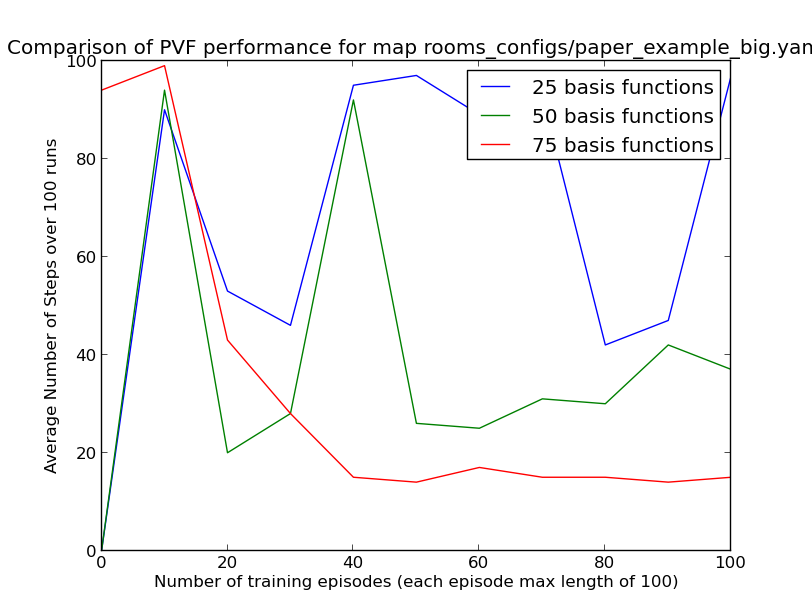 Comparison of PVF performance for map rooms_configs/paper_example_big.yam
100
80
60
40
20
0
Average Number of Steps over 100 runs
25 basis functions
50 basis functions
75 basis functions
0 20 40 60 80 100
Number of training episodes (each episode max length of 100)